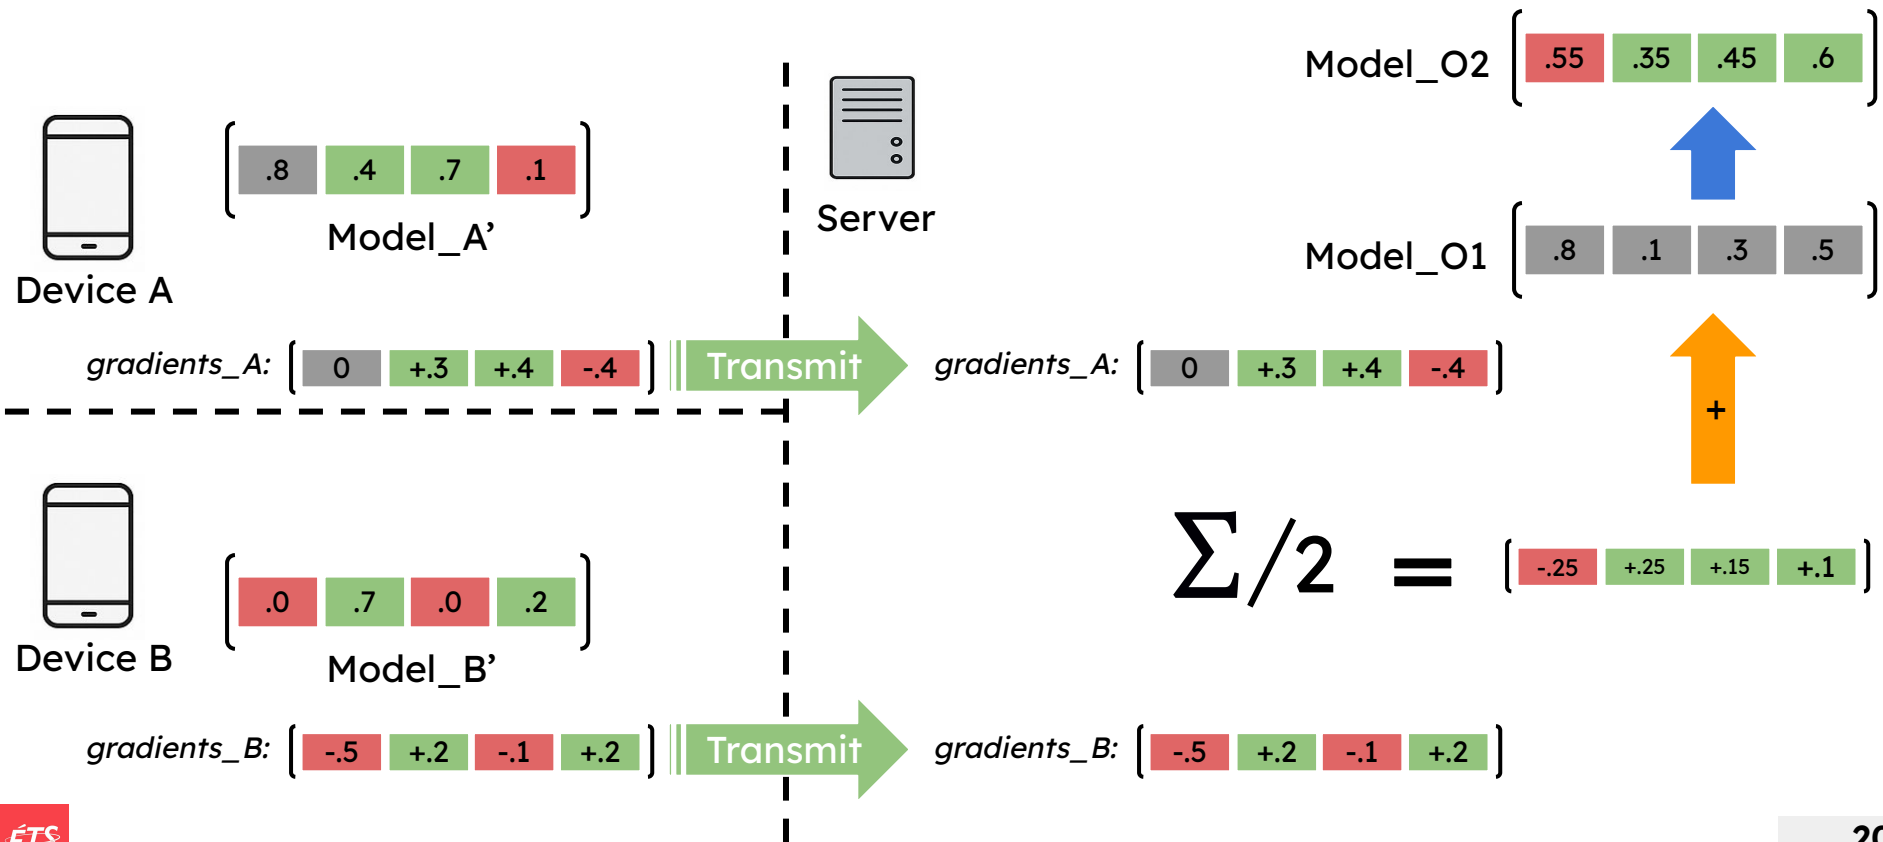 Model_O2 .55 .35 .45 .6
.8 .4 .7 .1
Model_A’
Device A
Server
Model_O1 .8 .1 .3 .5
gradients_A: 0 +.3 +.4 -.4
Transmit
gradients_A: 0 +.3 +.4 -.4
+
Σ/2 = -.25 +.25 +.15 +.1
.0 .7 .0 .2
Model_B’
Device B
gradients_B: -.5 +.2 -.1 +.2
Transmit
gradients_B: -.5 +.2 -.1 +.2
ÉTS
20